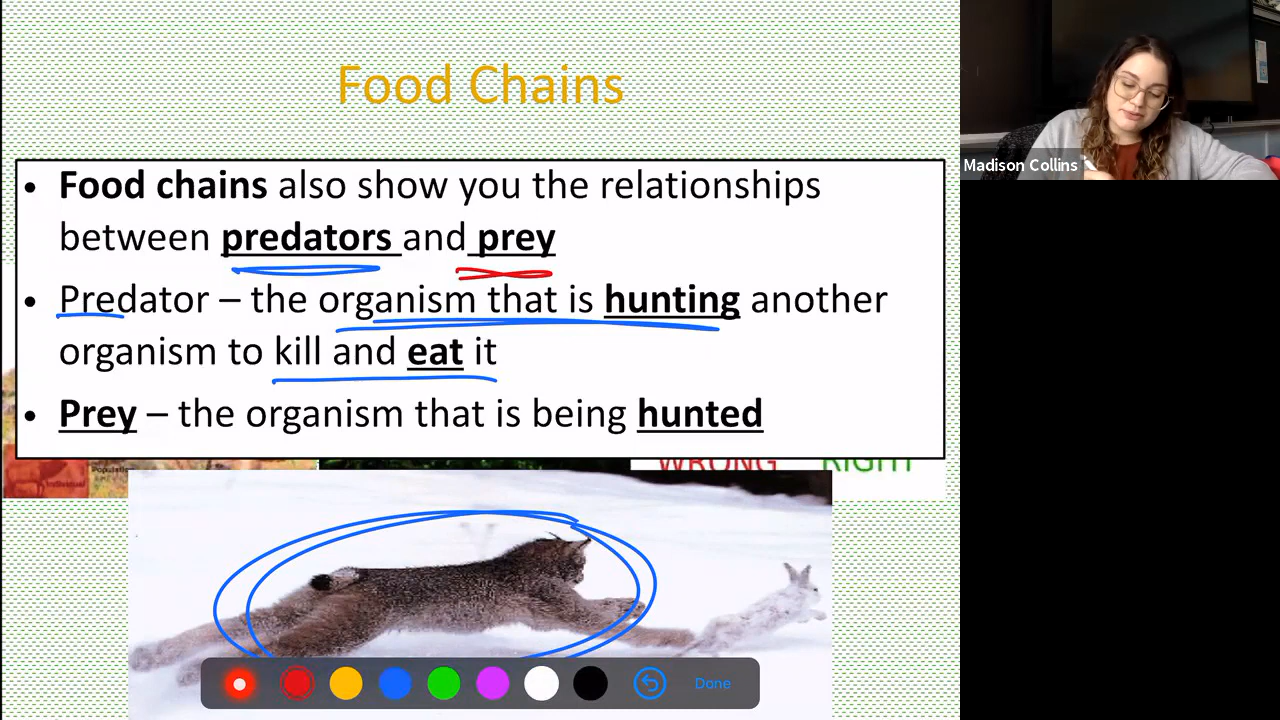 Food Chains
• Food chains also show you the relationships
between predators and prey
• Predator – the organism that is hunting another
organism to kill and eat it
• Prey – the organism that is being hunted
Population
Individual
WRONG RIGHT
Done
Madison Collins